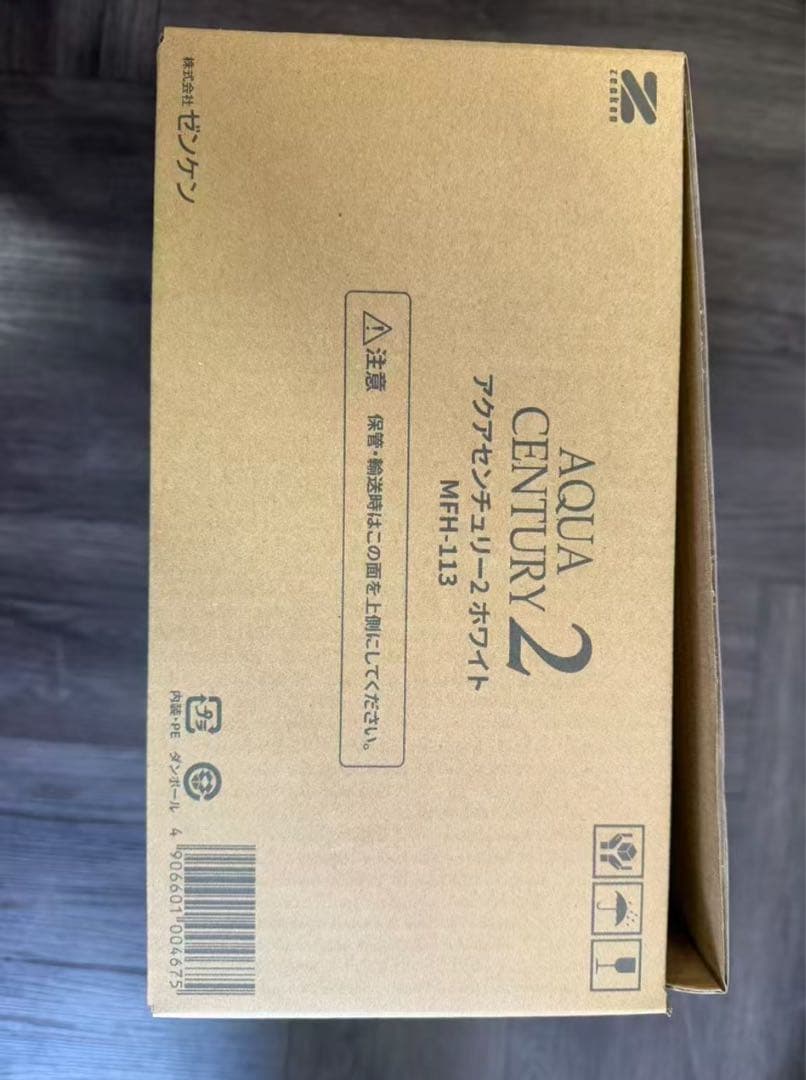 zenken
AQUA
CENTURY 2
アクアセンチュリー2 ホワイト
MFH-113
注意 保管・輸送時はこの面を上側にしてください。
株式会社 ゼンケン
プラ
内装・PE ダンボール
4 906601 004675